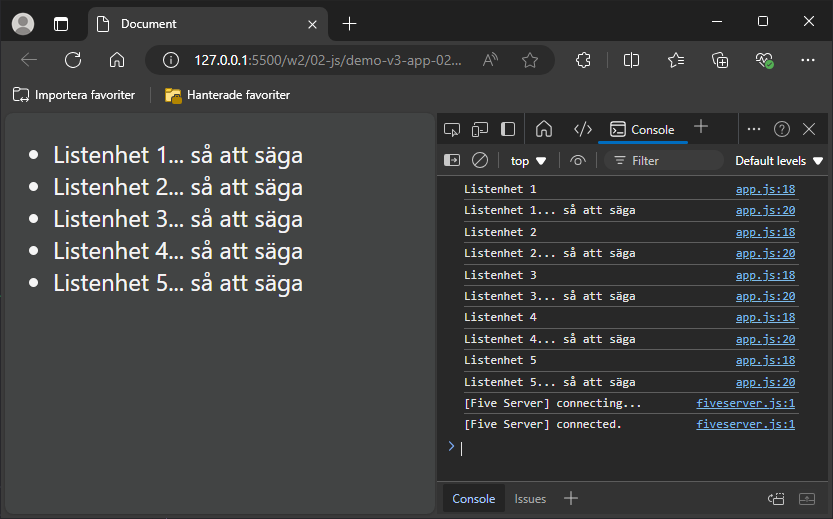 Document
127.0.0.1:5500/w2/02-js/demo-v3-app-02...
Importera favoriter
Hanterade favoriter
Listenhet 1... så att säga
Listenhet 2... så att säga
Listenhet 3... så att säga
Listenhet 4... så att säga
Listenhet 5... så att säga
Console
top
Filter
Default levels
Listenhet 1 app.js:18
Listenhet 1... så att säga app.js:20
Listenhet 2 app.js:18
Listenhet 2... så att säga app.js:20
Listenhet 3 app.js:18
Listenhet 3... så att säga app.js:20
Listenhet 4 app.js:18
Listenhet 4... så att säga app.js:20
Listenhet 5 app.js:18
Listenhet 5... så att säga app.js:20
[Five Server] connecting... fiveserver.js:1
[Five Server] connected. fiveserver.js:1
Console
Issues